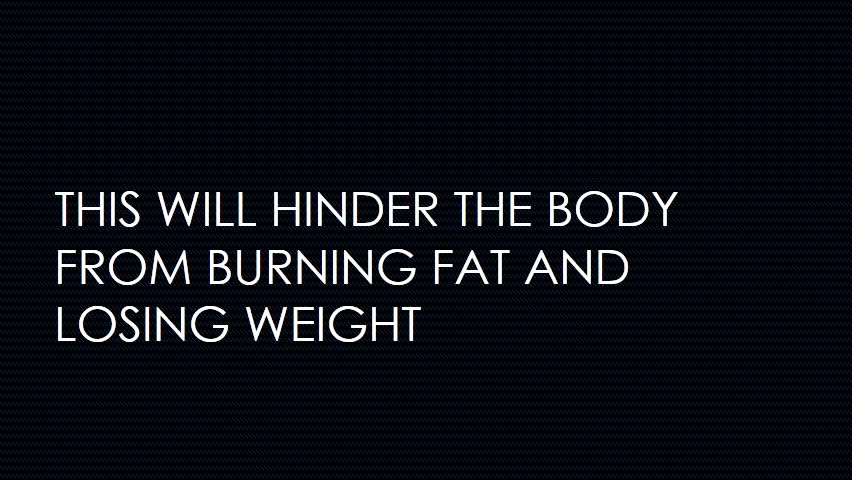 THIS WILL HINDER THE BODY
FROM BURNING FAT AND
LOSING WEIGHT